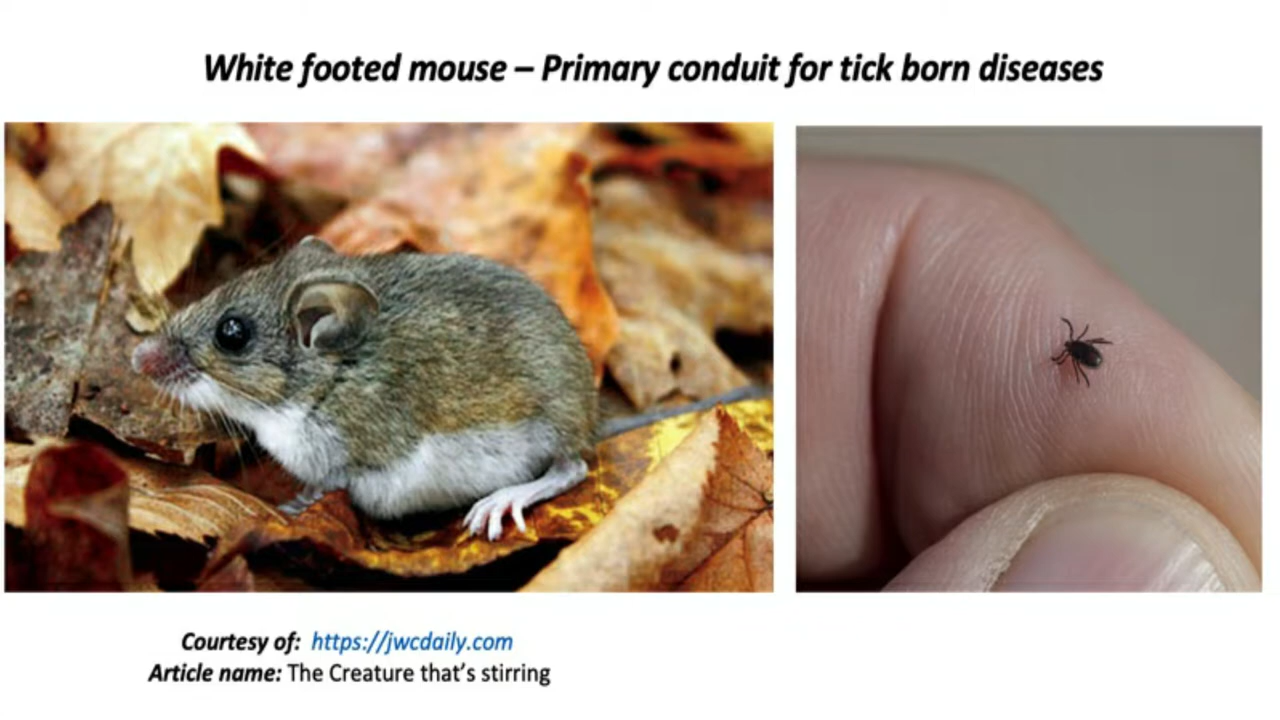 White footed mouse – Primary conduit for tick born diseases
Courtesy of: https://jwcdaily.com
Article name: The Creature that's stirring